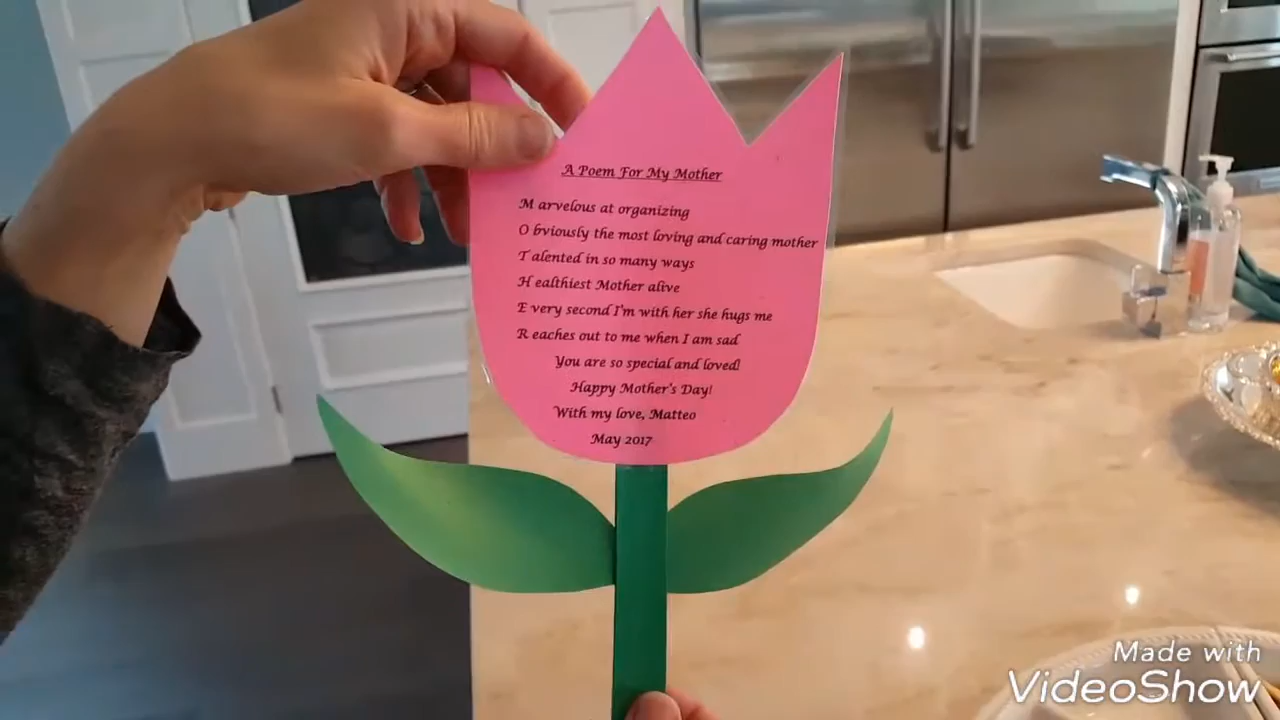 A Poem For My Mother
M arvelous at organizing
O bviously the most loving and caring mother
T alented in so many ways
H ealthiest Mother alive
E very second I'm with her she hugs me
R eaches out to me when I am sad
You are so special and loved!
Happy Mother's Day!
With my love, Matteo
May 2017
Made with
VideoShow